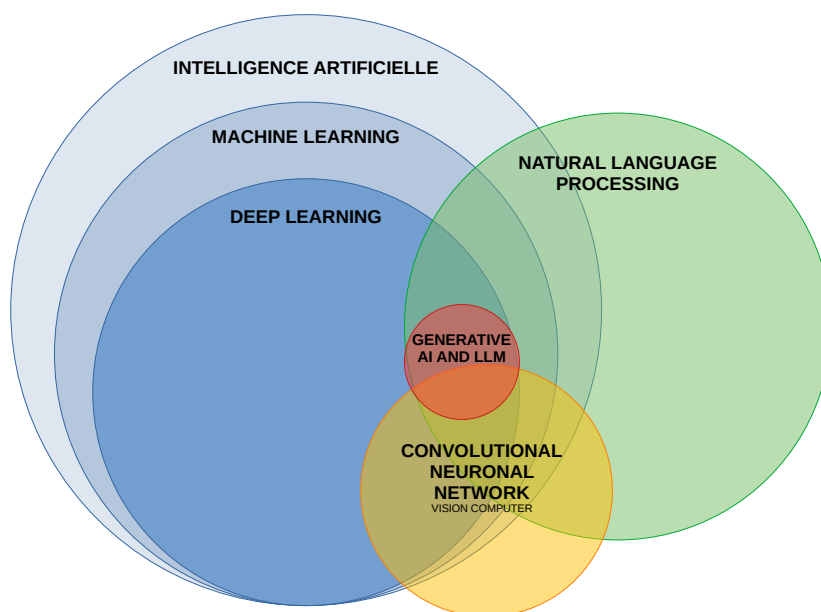 INTELLIGENCE ARTIFICIELLE
MACHINE LEARNING
NATURAL LANGUAGE
PROCESSING
DEEP LEARNING
GENERATIVE
AI AND LLM
CONVOLUTIONAL
NEURONAL
NETWORK
VISION COMPUTER